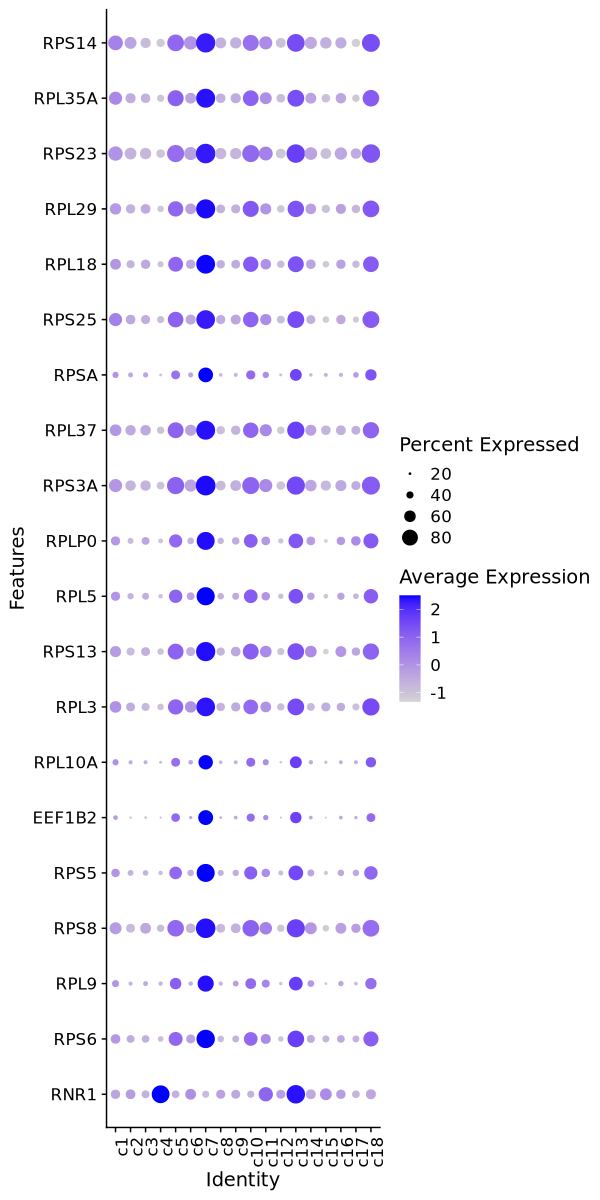 RPS14
RPL35A
RPS23
RPL29
RPL18
RPS25
RPSA
RPL37
RPS3A
RPLP0
RPL5
RPS13
RPL3
RPL10A
EEF1B2
RPS5
RPS8
RPL9
RPS6
RNR1
Features
c1 c2 c3 c4 c5 c6 c7 c8 c9 c10 c11 c12 c13 c14 c15 c16 c17 c18
Identity
Percent Expressed
20
40
60
80
Average Expression
2
1
0
-1